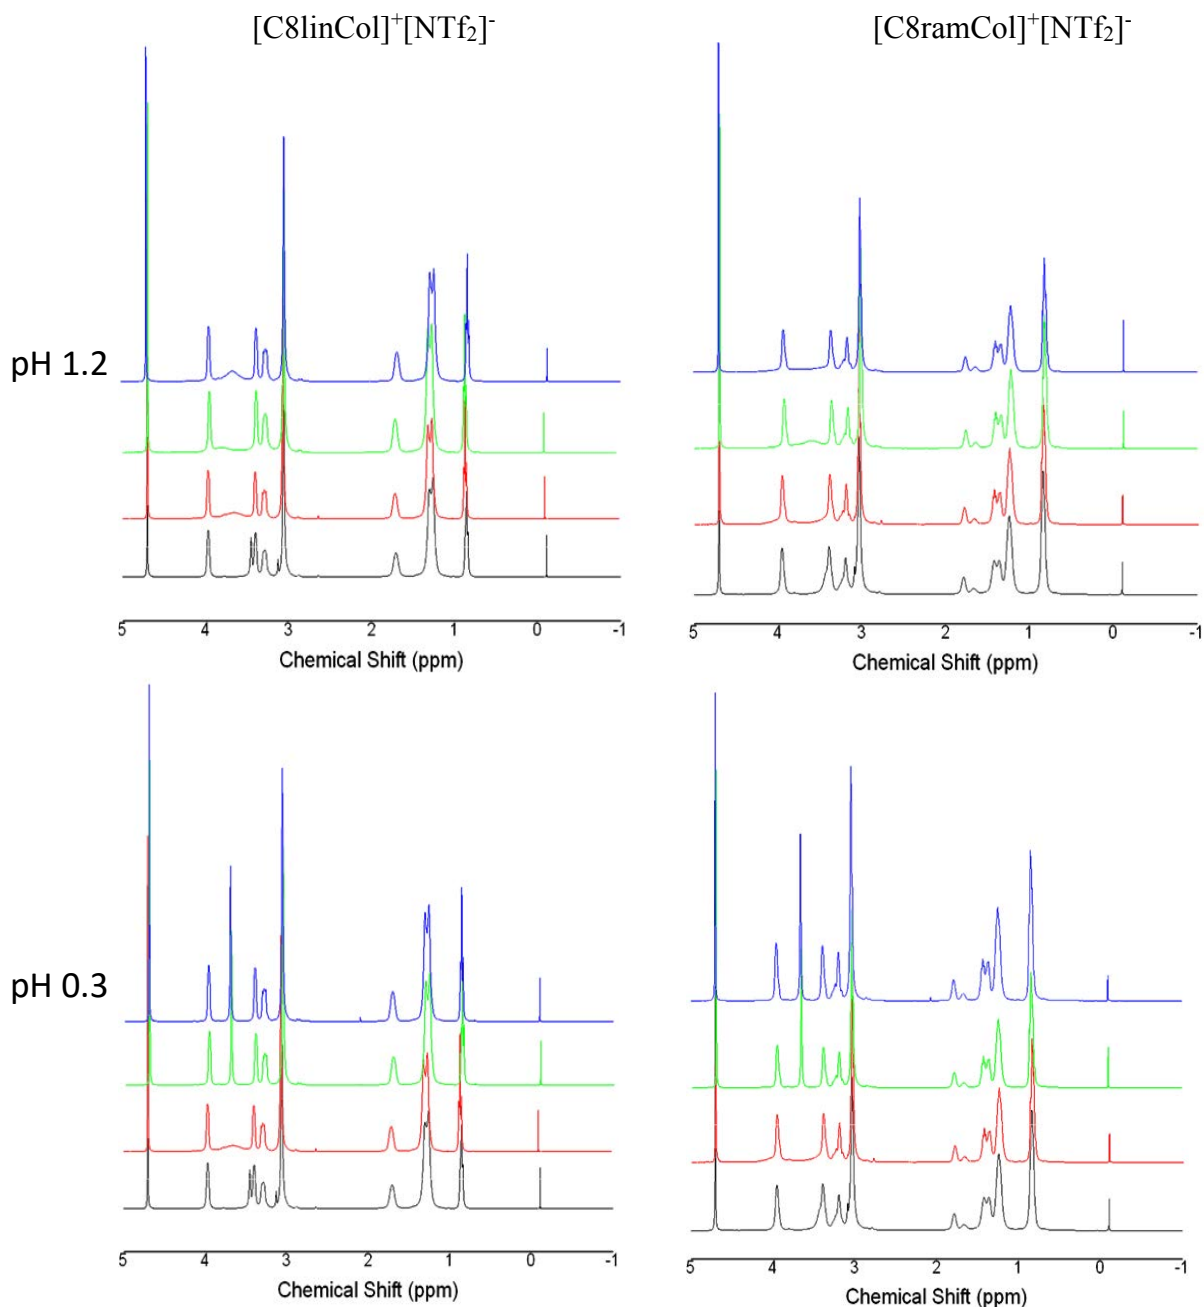 [C8linCol]⁺[NTf₂]⁻ [C8ramCol]⁺[NTf₂]⁻
pH 1.2
5 4 3 2 1 0 -1
Chemical Shift (ppm)
5 4 3 2 1 0 -1
Chemical Shift (ppm)
pH 0.3
5 4 3 2 1 0 -1
Chemical Shift (ppm)
5 4 3 2 1 0 -1
Chemical Shift (ppm)